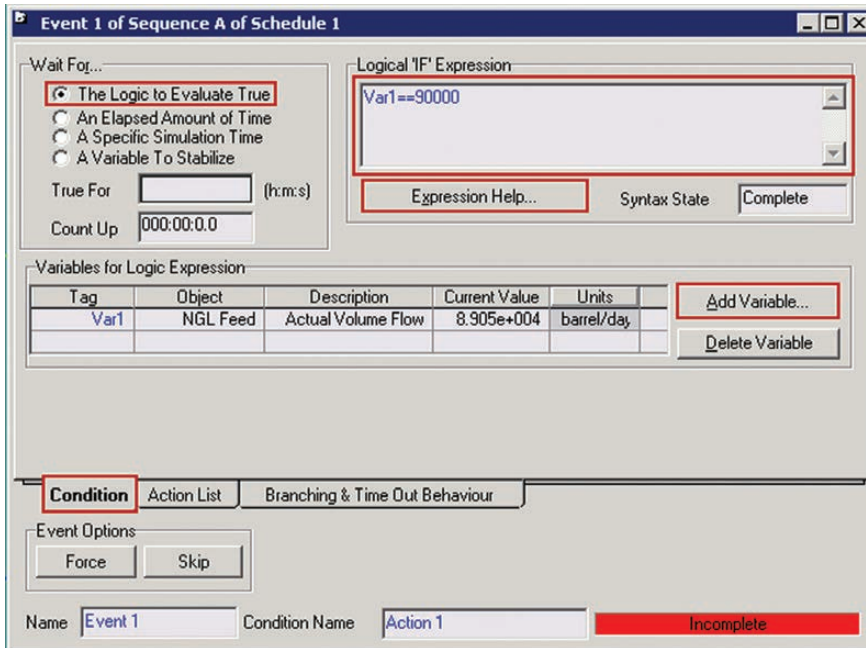 Event 1 of Sequence A of Schedule 1
Wait For...
The Logic to Evaluate True
An Elapsed Amount of Time
A Specific Simulation Time
A Variable To Stabilize
True For (h:m:s)
Count Up 000:00:0.0
Logical 'IF' Expression
Var1==90000
Expression Help... Syntax State Complete
Variables for Logic Expression
Tag Object Description Current Value Units
Var1 NGL Feed Actual Volume Flow 8.905e+004 barrel/day
Add Variable...
Delete Variable
Condition Action List Branching & Time Out Behaviour
Event Options
Force Skip
Name Event 1 Condition Name Action 1 Incomplete